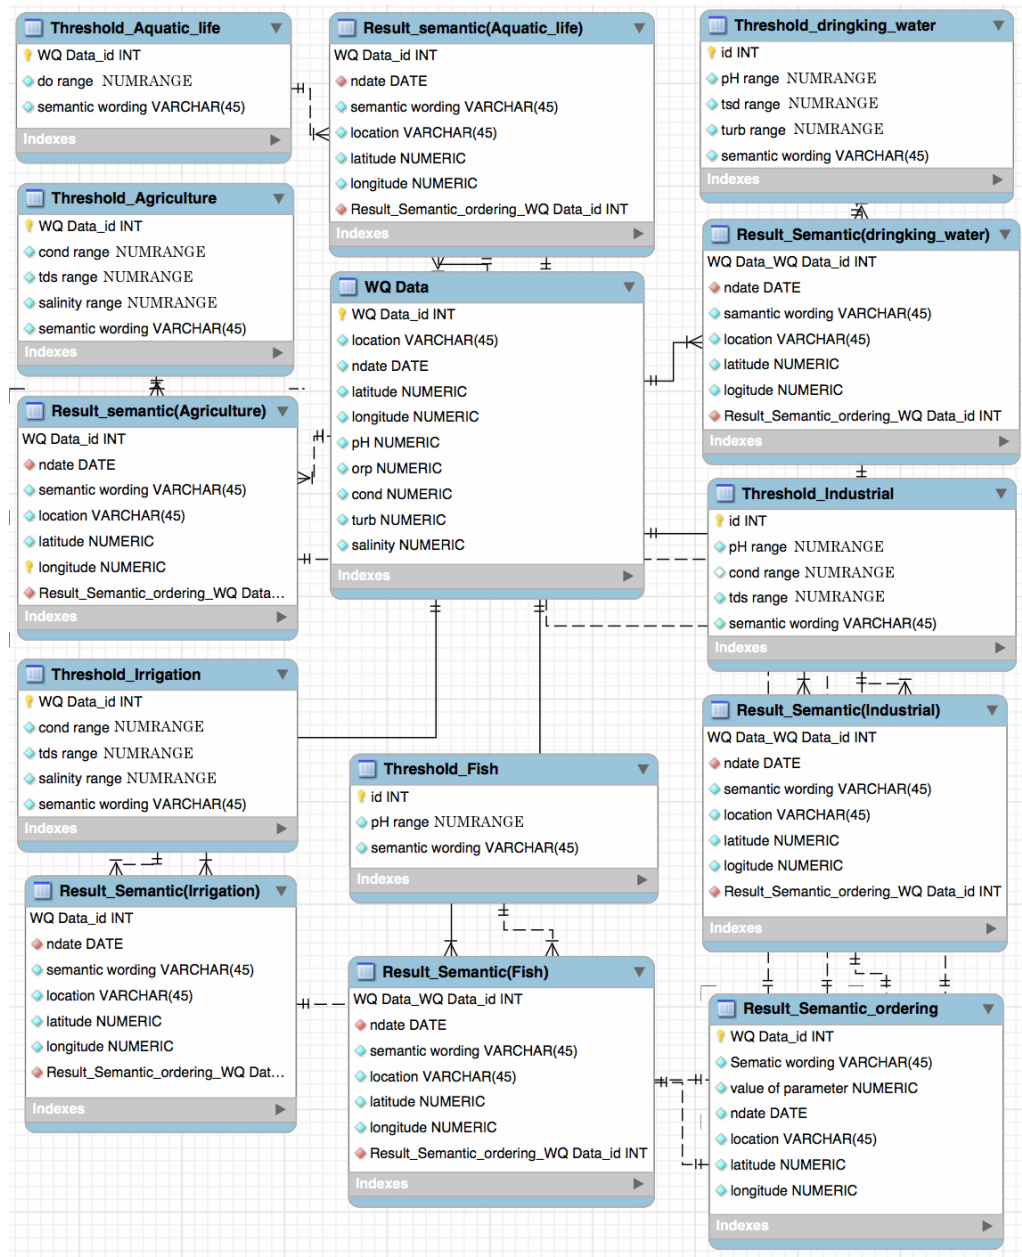 Threshold_Aquatic_life
WQ Data_id INT
do range NUMRANGE
semantic wording VARCHAR(45)
Indexes
Result_semantic(Aquatic_life)
WQ Data_id INT
ndate DATE
semantic wording VARCHAR(45)
location VARCHAR(45)
latitude NUMERIC
longitude NUMERIC
Result_Semantic_ordering_WQ Data_id INT
Indexes
Threshold_dringking_water
id INT
pH range NUMRANGE
tsd range NUMRANGE
turb range NUMRANGE
semantic wording VARCHAR(45)
Indexes
Threshold_Agriculture
WQ Data_id INT
cond range NUMRANGE
tds range NUMRANGE
salinity range NUMRANGE
semantic wording VARCHAR(45)
Indexes
WQ Data
WQ Data_id INT
location VARCHAR(45)
ndate DATE
latitude NUMERIC
longitude NUMERIC
pH NUMERIC
orp NUMERIC
cond NUMERIC
turb NUMERIC
salinity NUMERIC
Indexes
Result_Semantic(dringking_water)
WQ Data_WQ Data_id INT
ndate DATE
samantic wording VARCHAR(45)
location VARCHAR(45)
latitude NUMERIC
logitude NUMERIC
Result_Semantic_ordering_WQ Data_id INT
Indexes
Result_semantic(Agriculture)
WQ Data_id INT
ndate DATE
semantic wording VARCHAR(45)
location VARCHAR(45)
latitude NUMERIC
longitude NUMERIC
Result_Semantic_ordering_WQ Data...
Indexes
Threshold_Industrial
id INT
pH range NUMRANGE
cond range NUMRANGE
tds range NUMRANGE
semantic wording VARCHAR(45)
Indexes
Threshold_Irrigation
WQ Data_id INT
cond range NUMRANGE
tds range NUMRANGE
salinity range NUMRANGE
semantic wording VARCHAR(45)
Indexes
Threshold_Fish
id INT
pH range NUMRANGE
semantic wording VARCHAR(45)
Indexes
Result_Semantic(Industrial)
WQ Data_WQ Data_id INT
ndate DATE
semantic wording VARCHAR(45)
location VARCHAR(45)
latitude NUMERIC
logitude NUMERIC
Result_Semantic_ordering_WQ Data_id INT
Indexes
Result_Semantic(Irrigation)
WQ Data_id INT
ndate DATE
semantic wording VARCHAR(45)
location VARCHAR(45)
latitude NUMERIC
longitude NUMERIC
Result_Semantic_ordering_WQ Dat...
Indexes
Result_Semantic(Fish)
WQ Data_WQ Data_id INT
ndate DATE
semantic wording VARCHAR(45)
location VARCHAR(45)
latitude NUMERIC
longitude NUMERIC
Result_Semantic_ordering_WQ Data_id INT
Indexes
Result_Semantic_ordering
WQ Data_id INT
Sematic wording VARCHAR(45)
value of parameter NUMERIC
ndate DATE
location VARCHAR(45)
latitude NUMERIC
longitude NUMERIC
Indexes